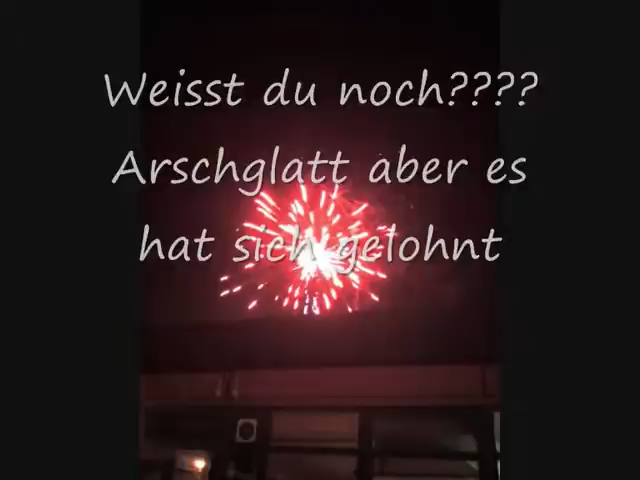 Weisst du noch????
Arschglatt aber es
hat sich gelohnt